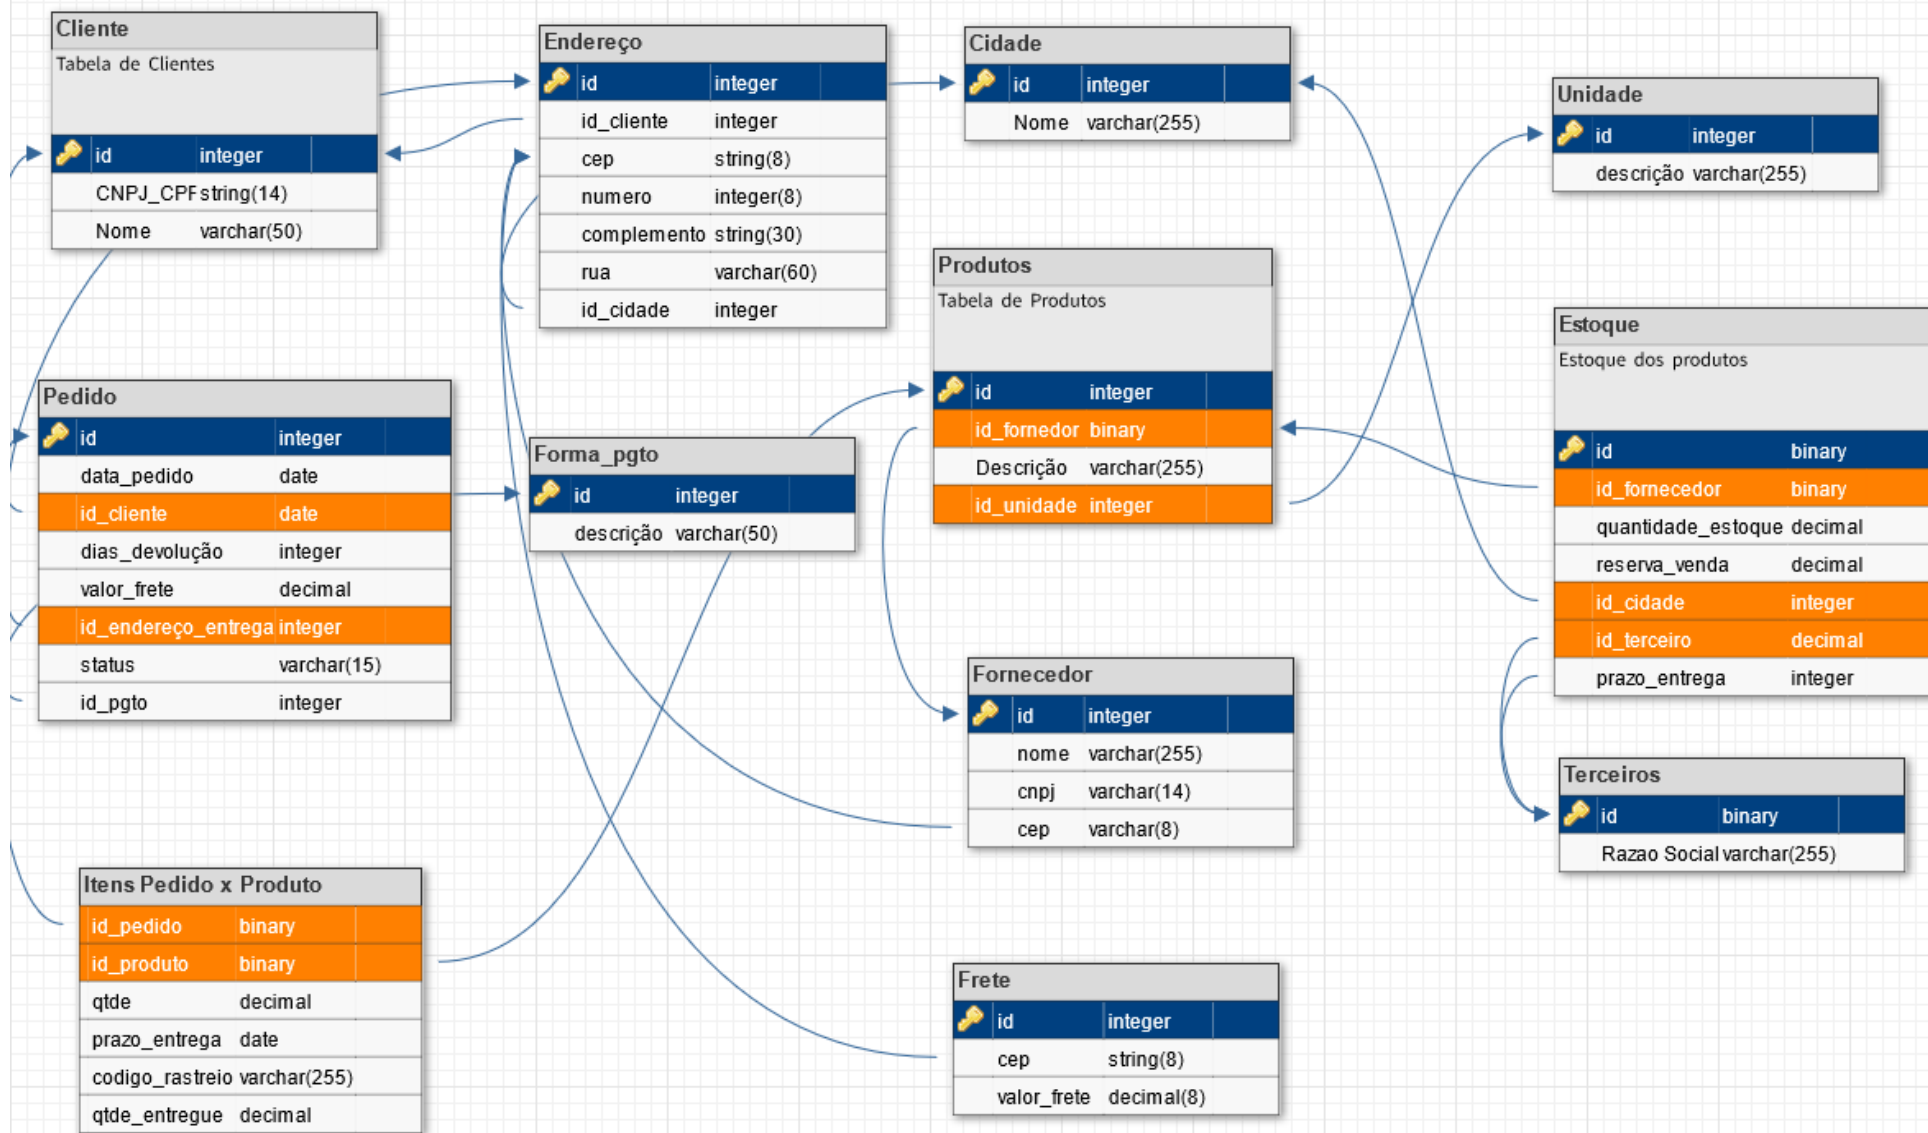 Cliente
Tabela de Clientes
id integer
CNPJ_CPF string(14)
Nome varchar(50)
Endereço
id integer
id_cliente integer
cep string(8)
numero integer(8)
complemento string(30)
rua varchar(60)
id_cidade integer
Cidade
id integer
Nome varchar(255)
Unidade
id integer
descrição varchar(255)
Produtos
Tabela de Produtos
id integer
id_fornedor binary
Descrição varchar(255)
id_unidade integer
Estoque
Estoque dos produtos
id binary
id_fornecedor binary
quantidade_estoque decimal
reserva_venda decimal
id_cidade integer
id_terceiro decimal
prazo_entrega integer
Pedido
id integer
data_pedido date
id_cliente date
dias_devolução integer
valor_frete decimal
id_endereço_entrega integer
status varchar(15)
id_pgto integer
Forma_pgto
id integer
descrição varchar(50)
Fornecedor
id integer
nome varchar(255)
cnpj varchar(14)
cep varchar(8)
Terceiros
id binary
Razao Social varchar(255)
Itens Pedido x Produto
id_pedido binary
id_produto binary
qtde decimal
prazo_entrega date
codigo_rastreio varchar(255)
qtde_entregue decimal
Frete
id integer
cep string(8)
valor_frete decimal(8)